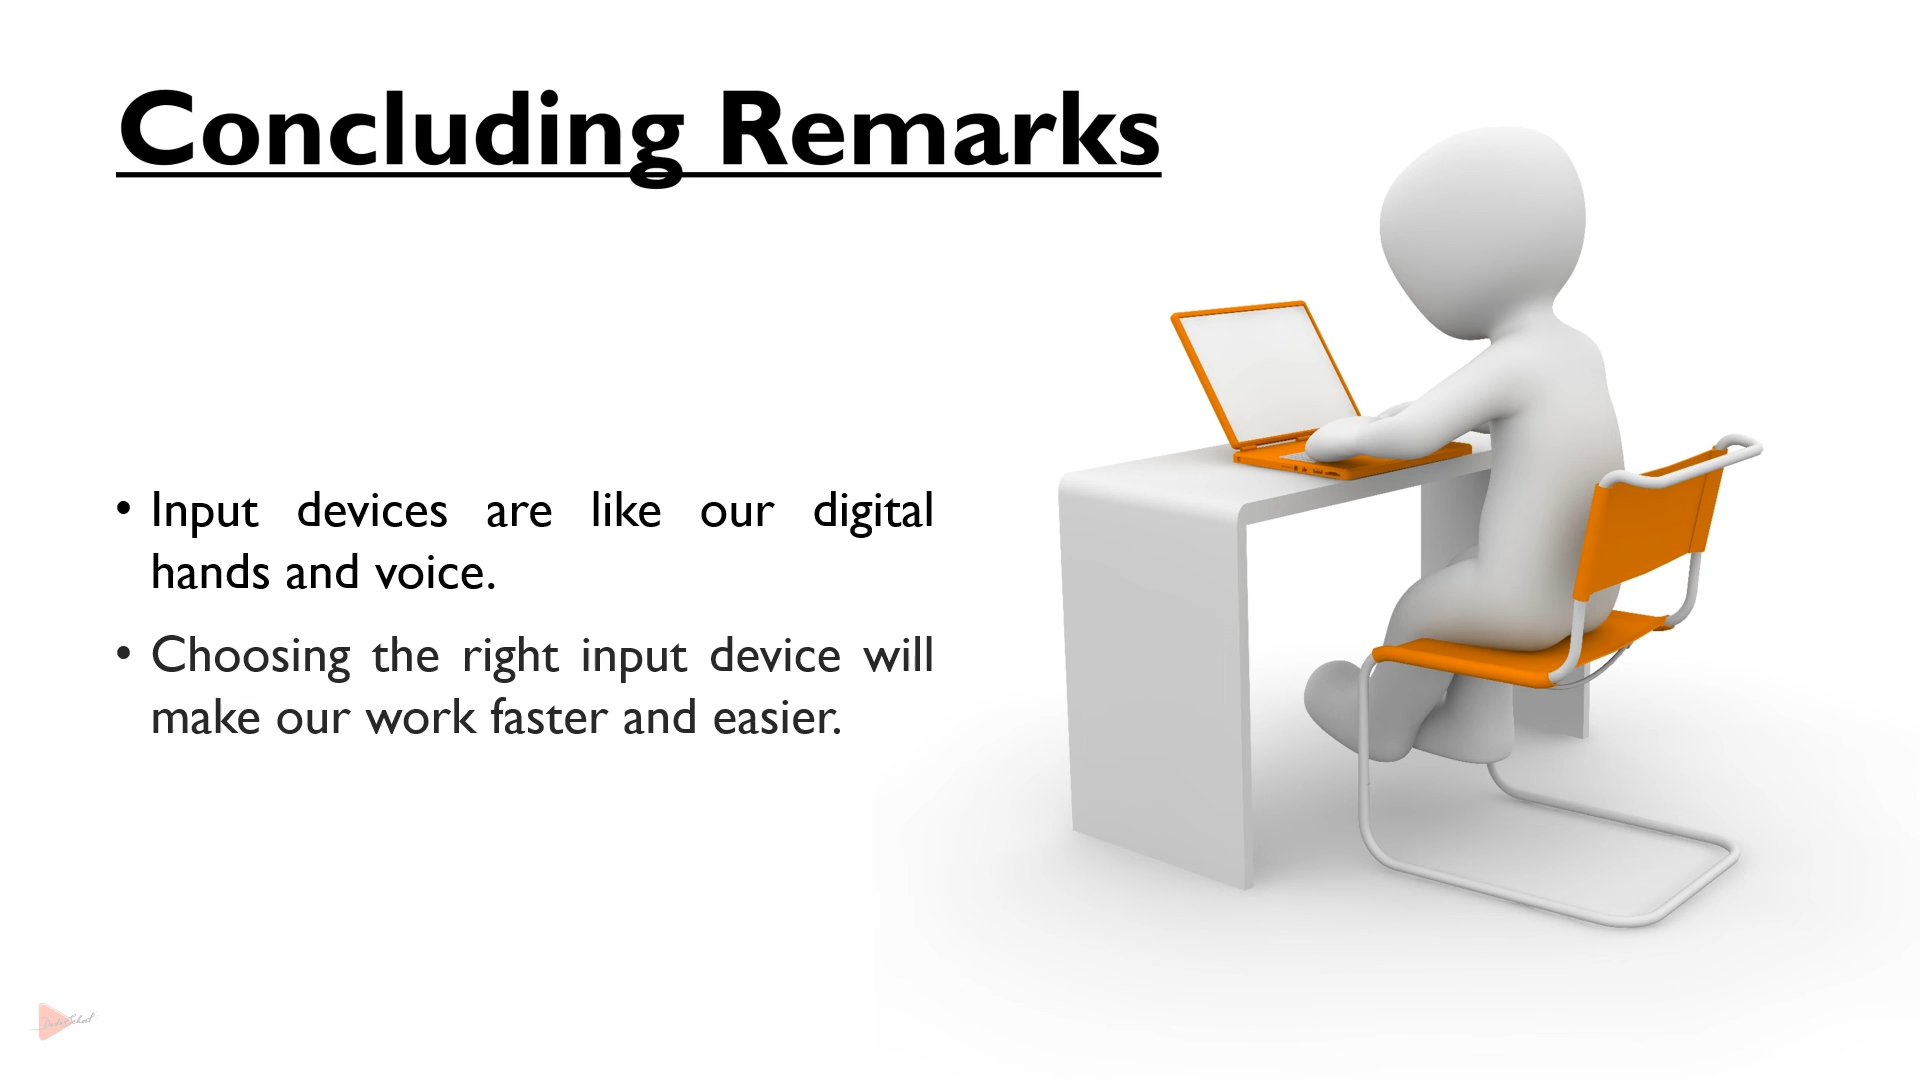 Concluding Remarks
• Input devices are like our digital
hands and voice.
• Choosing the right input device will
make our work faster and easier.